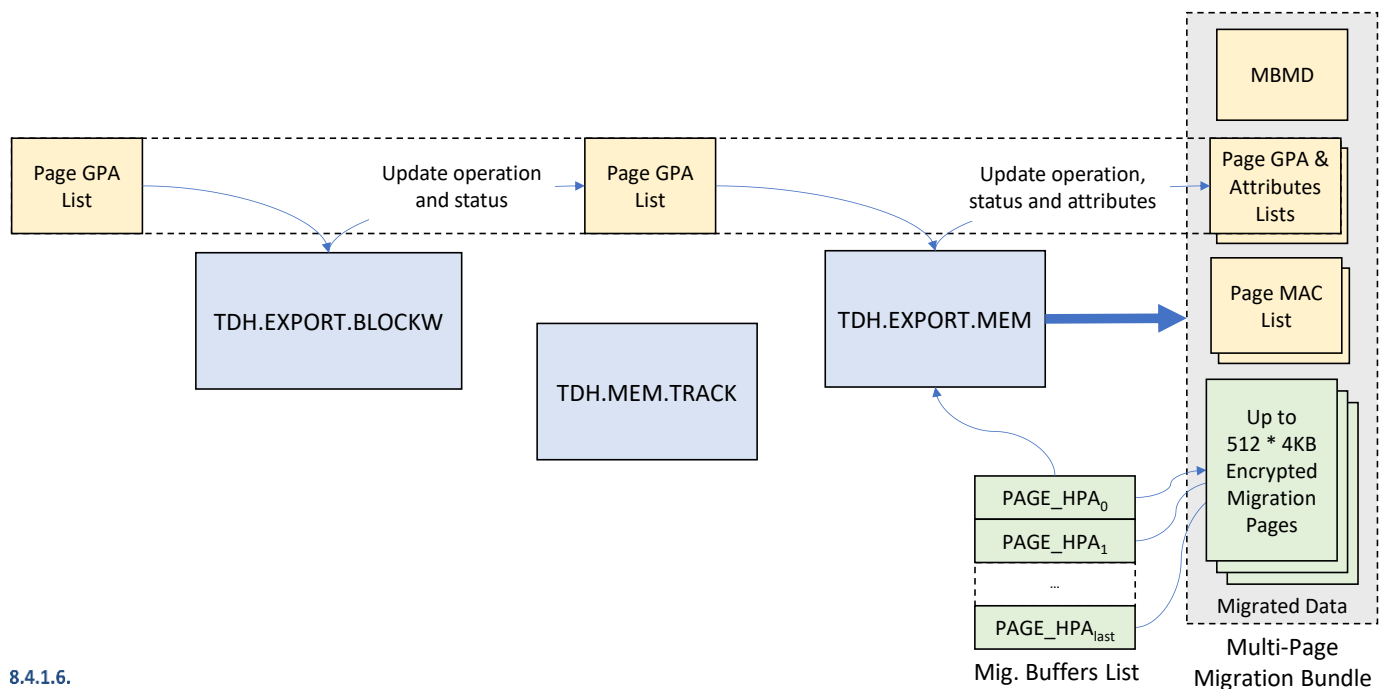 MBMD
Page GPA
List
Update operation
and status
Page GPA
List
Update operation,
status and attributes
Page GPA &
Attributes
Lists
TDH.EXPORT.BLOCKW
TDH.MEM.TRACK
TDH.EXPORT.MEM
Page MAC
List
Up to
512 * 4KB
Encrypted
Migration
Pages
PAGE_HPA0
PAGE_HPA1
...
PAGE_HPAlast
Mig. Buffers List
Migrated Data
Multi-Page
Migration Bundle
8.4.1.6.